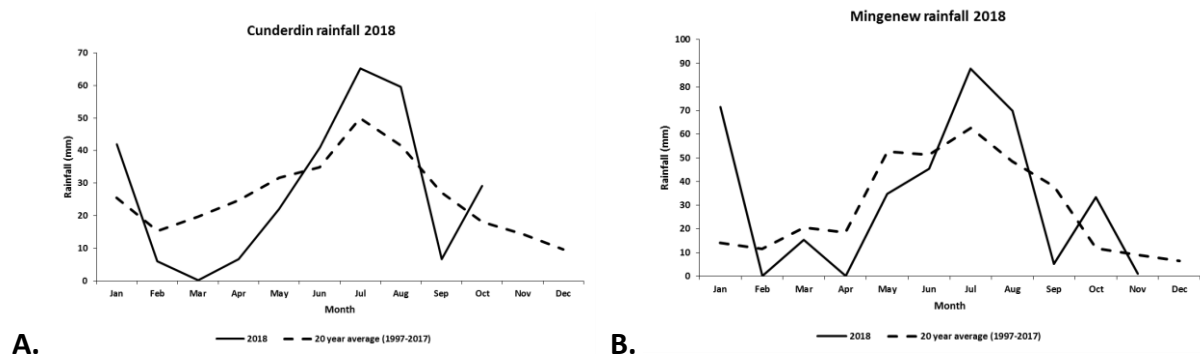 Cunderdin rainfall 2018
70
60
50
40
30
20
10
0
Rainfall (mm)
Jan Feb Mar Apr May Jun Jul Aug Sep Oct Nov Dec
Month
2018 20 year average (1997-2017)
A.
Mingenew rainfall 2018
100
90
80
70
60
50
40
30
20
10
0
Rainfall (mm)
Jan Feb Mar Apr May Jun Jul Aug Sep Oct Nov Dec
Month
2018 20 year average (1997-2017)
B.